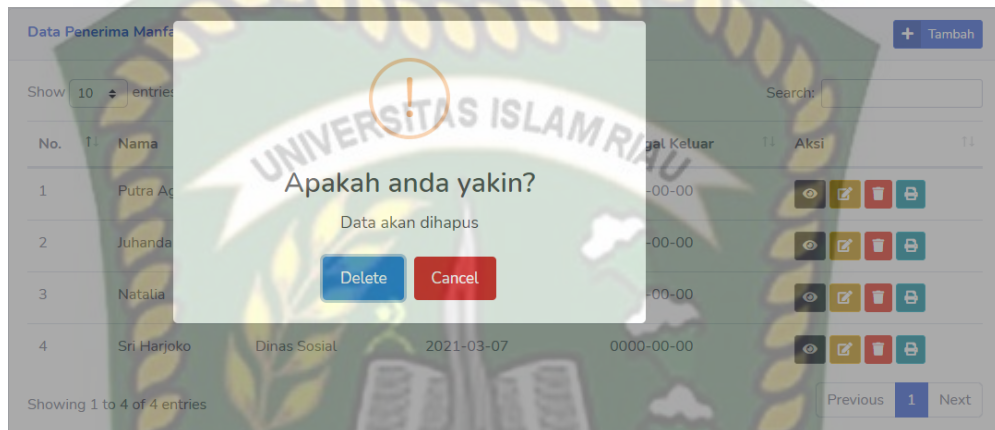 Data Penerima Manfa
+ Tambah
Show 10 entries
Search:
UNIVERSITAS ISLAM RIAU
No. Nama gal Keluar Aksi
1 Putra Ag -00-00
Apakah anda yakin?
Data akan dihapus
2 Juhanda -00-00
Delete Cancel
3 Natalia -00-00
4 Sri Harjoko Dinas Sosial 2021-03-07 0000-00-00
Showing 1 to 4 of 4 entries
Previous 1 Next